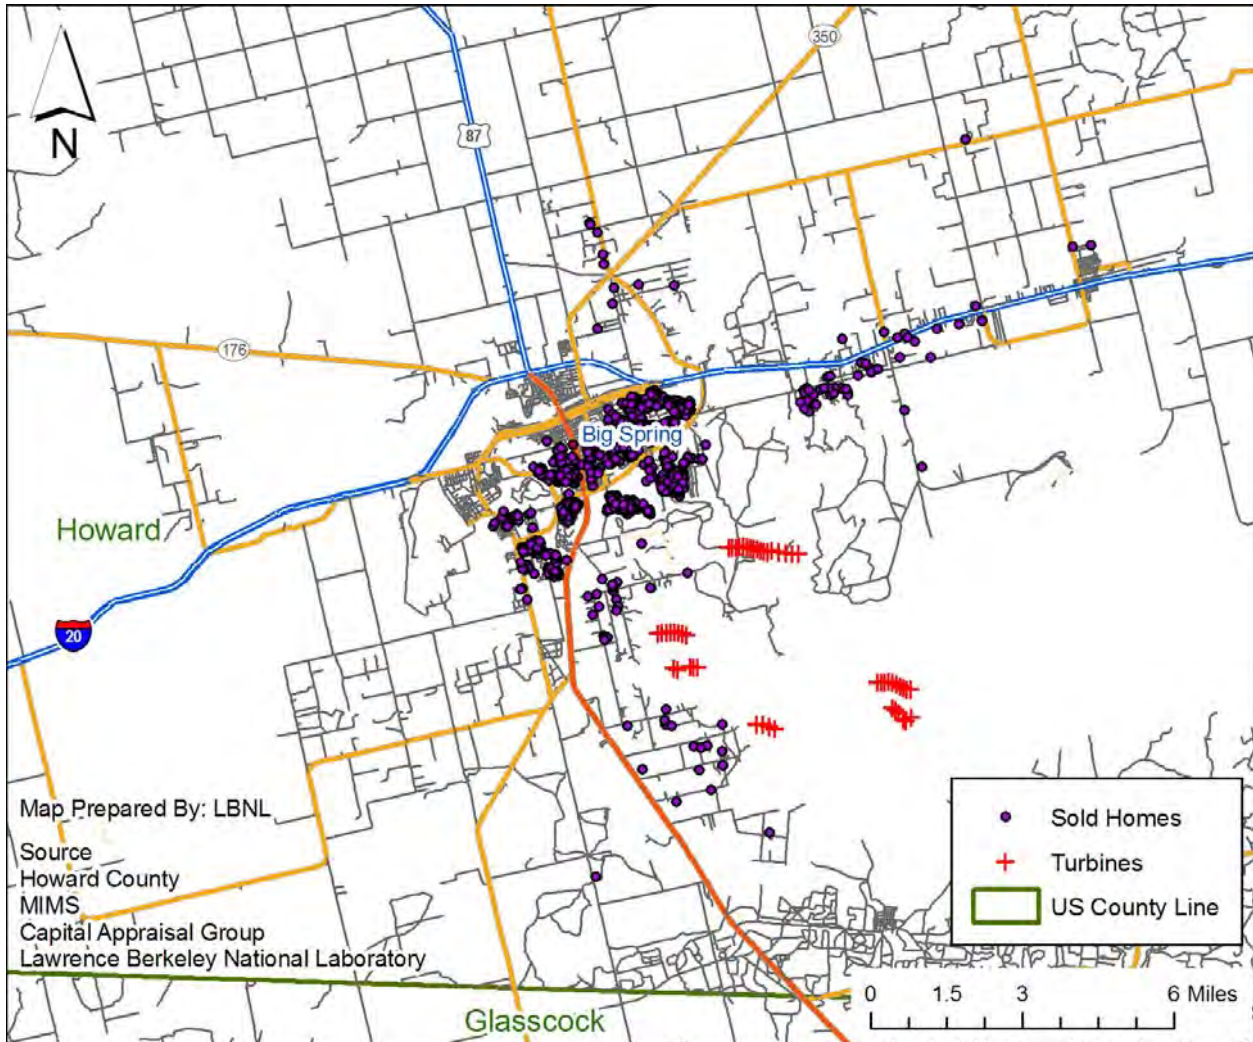 350
N
87
176
Big Spring
Howard
20
Map Prepared By: LBNL
Source
Howard County
MIMS
Capital Appraisal Group
Lawrence Berkeley National Laboratory
Glasscock
Sold Homes
Turbines
US County Line
0 1.5 3 6 Miles